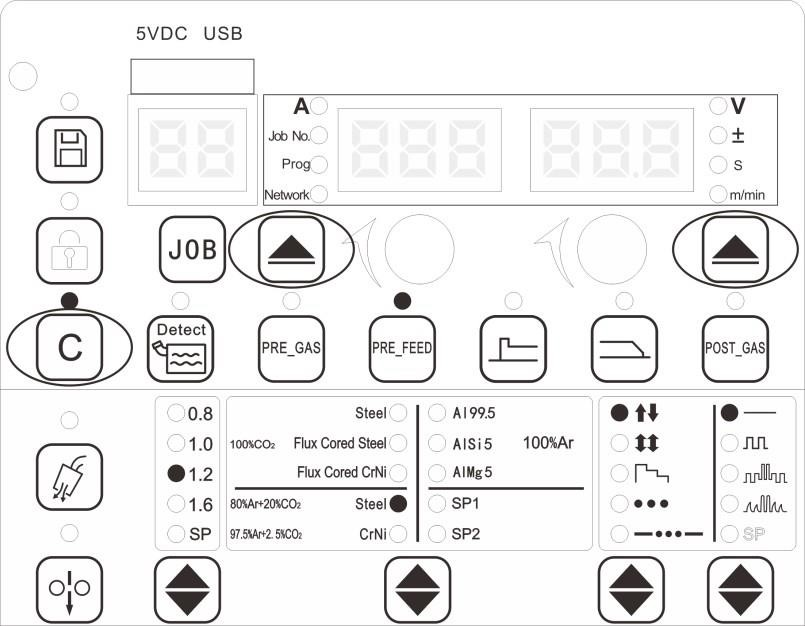 5VDC USB
A
V
Job No.
±
Prog
S
Network
m/min
JOB
C
Detect
PRE_GAS
PRE_FEED
POST_GAS
0.8
Steel
Al99.5
1.0
100%CO₂
Flux Cored Steel
AlSi5
100%Ar
1.2
Flux Cored CrNi
AlMg5
1.6
80%Ar+20%CO₂
Steel
SP1
SP
97.5%Ar+2.5%CO₂
CrNi
SP2
SP